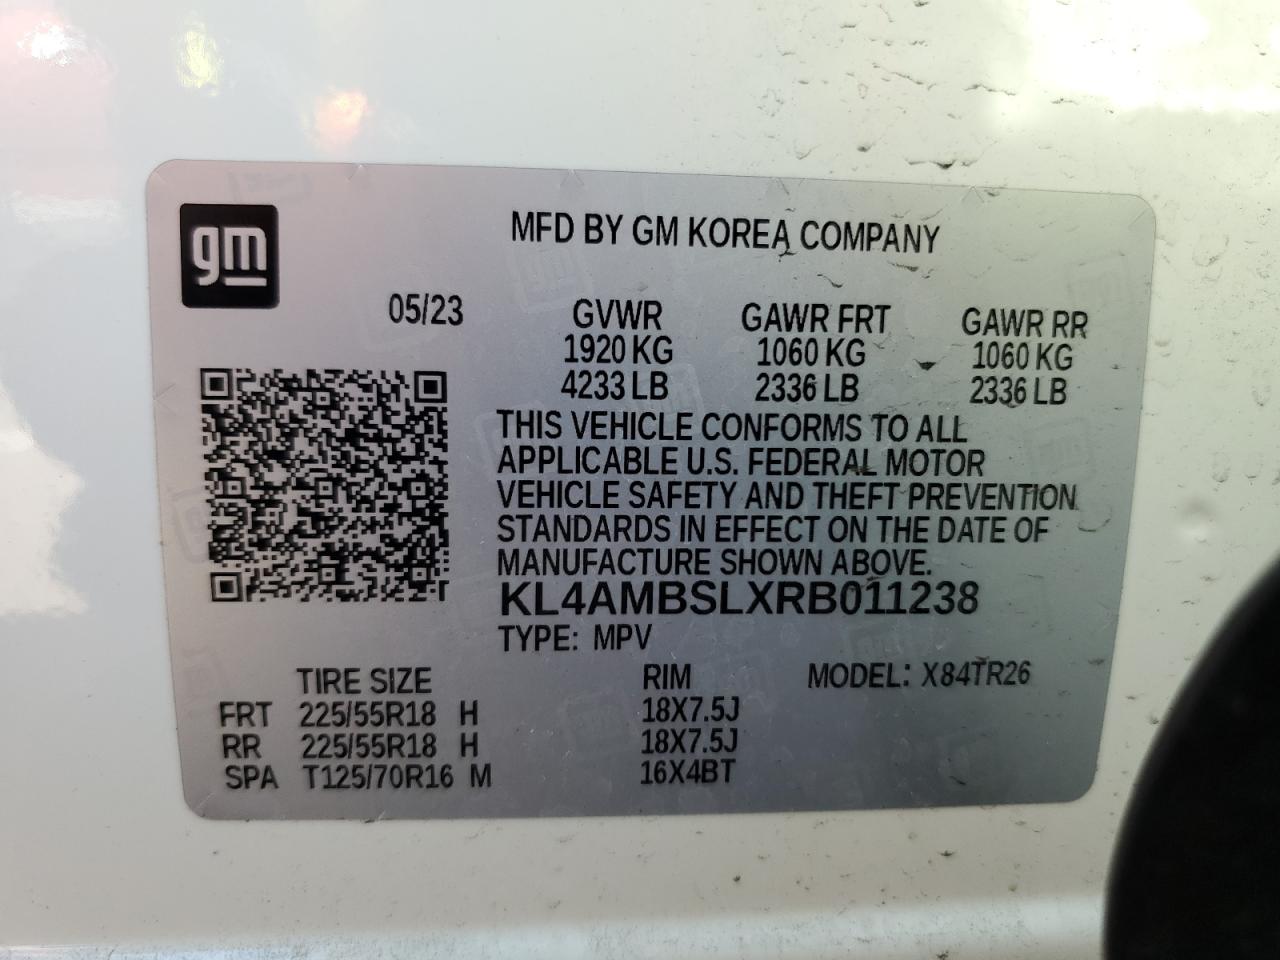 gm
MFD BY GM KOREA COMPANY
05/23 GVWR GAWR FRT GAWR RR
1920 KG 1060 KG 1060 KG
4233 LB 2336 LB 2336 LB
THIS VEHICLE CONFORMS TO ALL
APPLICABLE U.S. FEDERAL MOTOR
VEHICLE SAFETY AND THEFT PREVENTION
STANDARDS IN EFFECT ON THE DATE OF
MANUFACTURE SHOWN ABOVE.
KL4AMBSLXRB011238
TYPE: MPV
TIRE SIZE RIM MODEL: X84TR26
FRT 225/55R18 H 18X7.5J
RR 225/55R18 H 18X7.5J
SPA T125/70R16 M 16X4BT